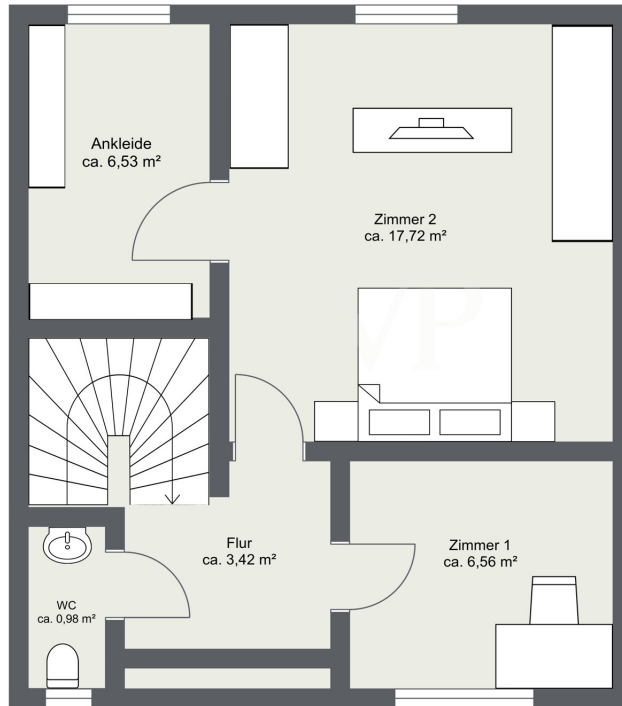 Ankleide
ca. 6,53 m²
Zimmer 2
ca. 17,72 m²
VP
Flur
ca. 3,42 m²
Zimmer 1
ca. 6,56 m²
WC
ca. 0,98 m²